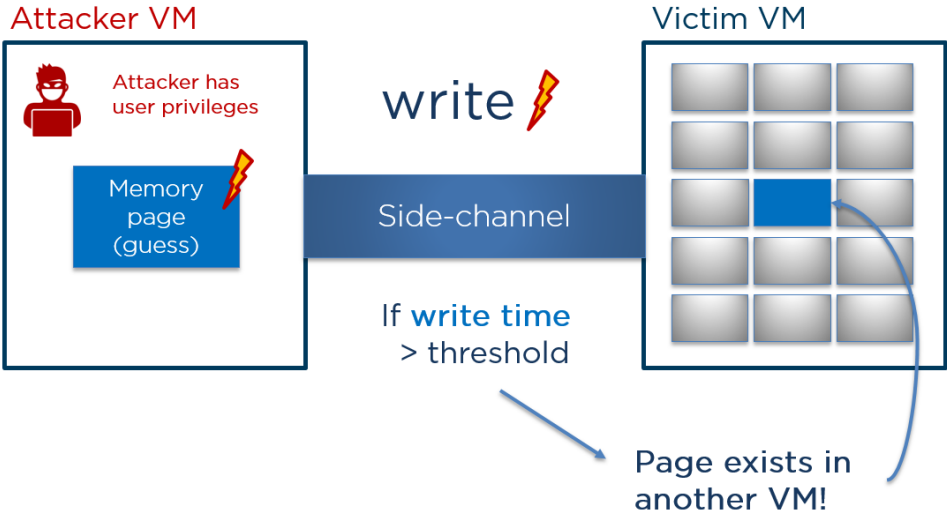 Attacker VM
Attacker has
user privileges
Memory
page
(guess)
write
Side-channel
If write time
> threshold
Victim VM
Page exists in
another VM!